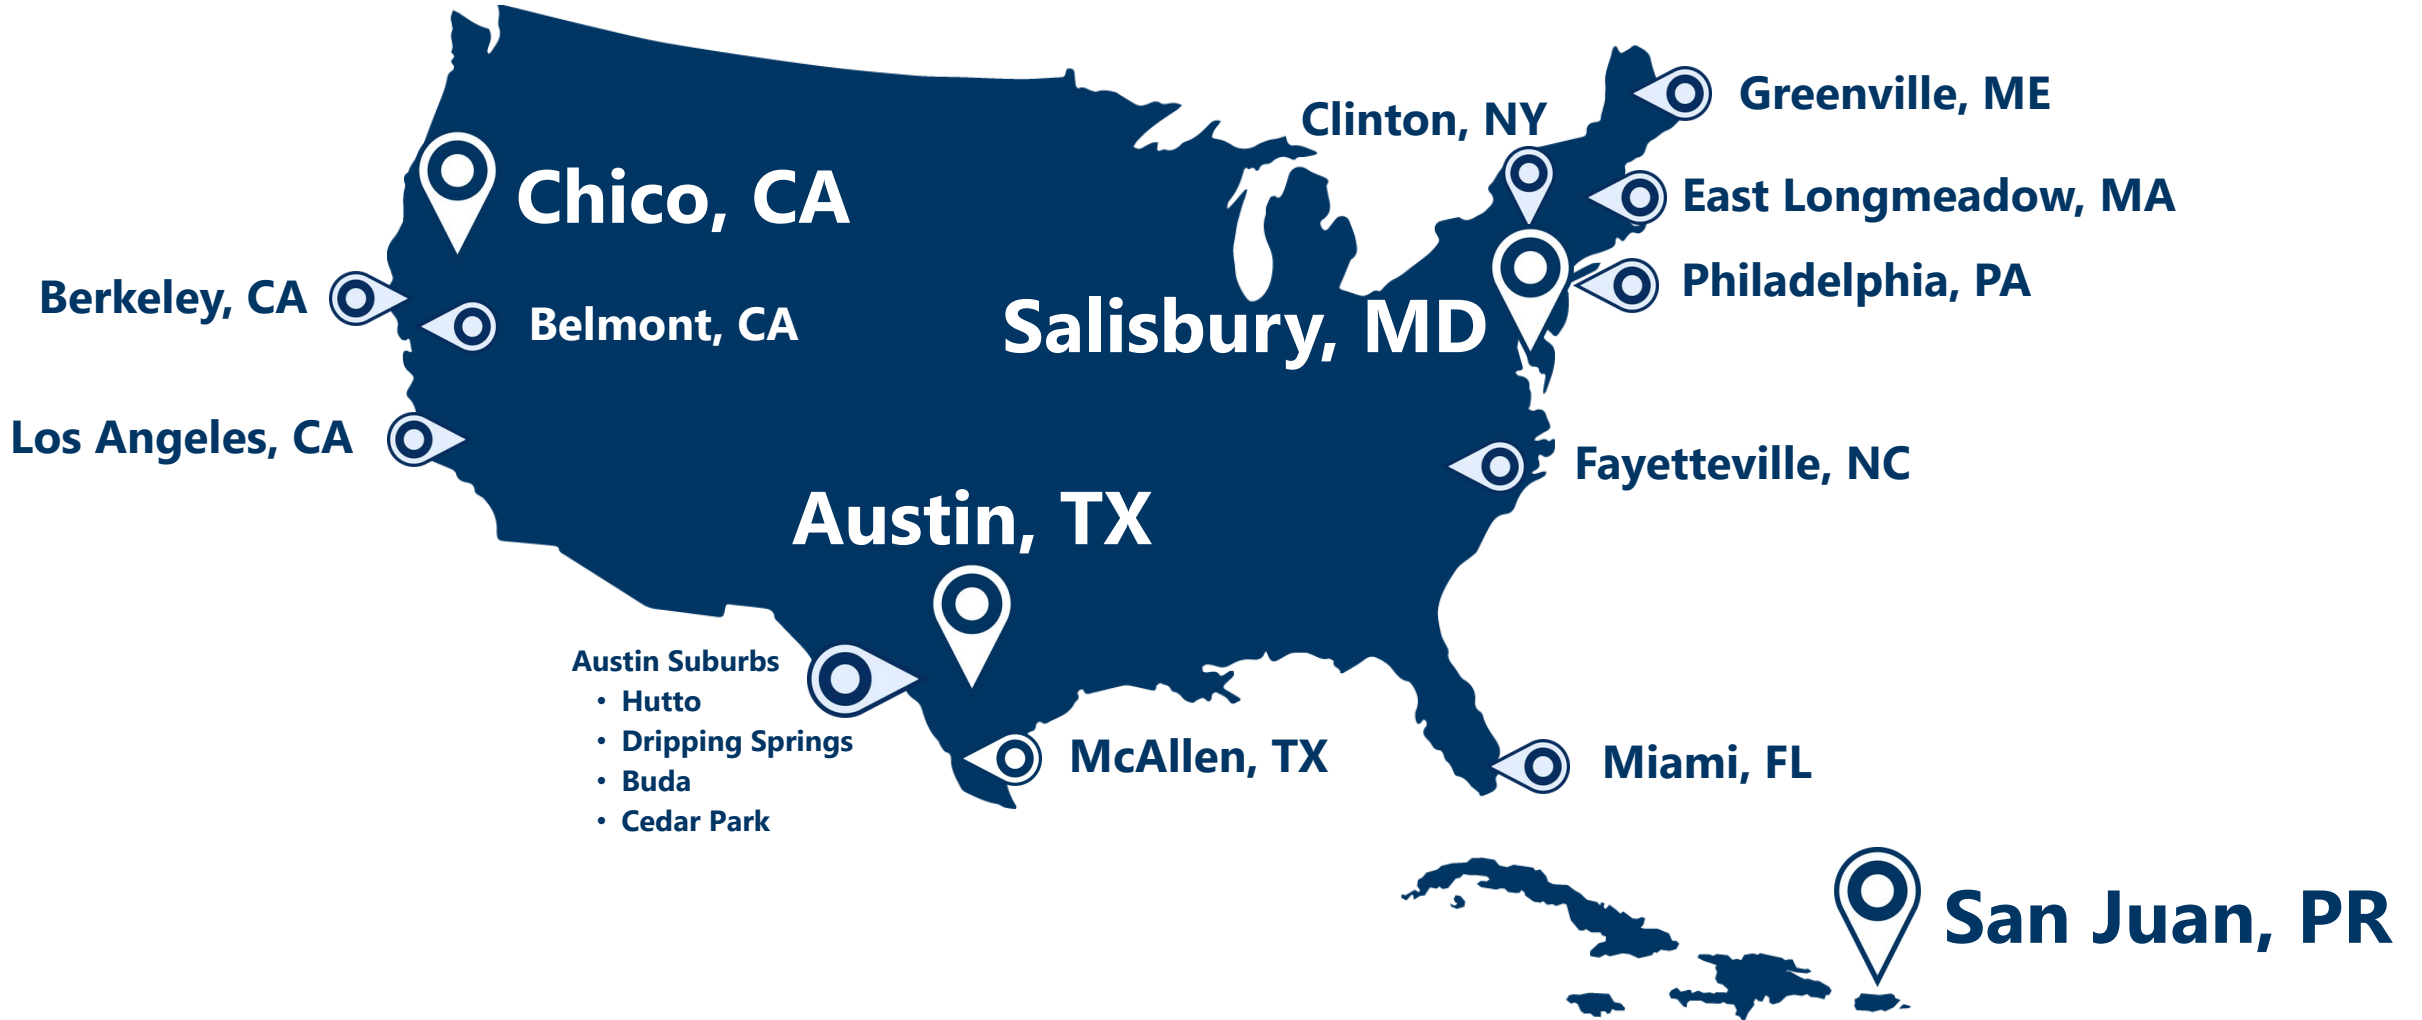 Greenville, ME
Clinton, NY
Chico, CA
East Longmeadow, MA
Berkeley, CA
Philadelphia, PA
Belmont, CA
Salisbury, MD
Los Angeles, CA
Fayetteville, NC
Austin, TX
Austin Suburbs
• Hutto
• Dripping Springs
• Buda
• Cedar Park
McAllen, TX
Miami, FL
San Juan, PR